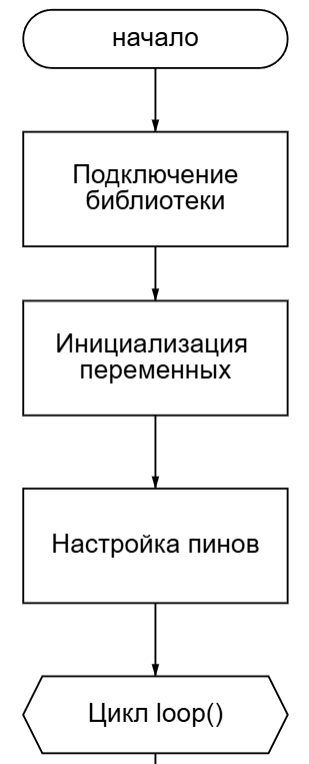 начало
Подключение
библиотеки
Инициализация
переменных
Настройка пинов
Цикл loop()